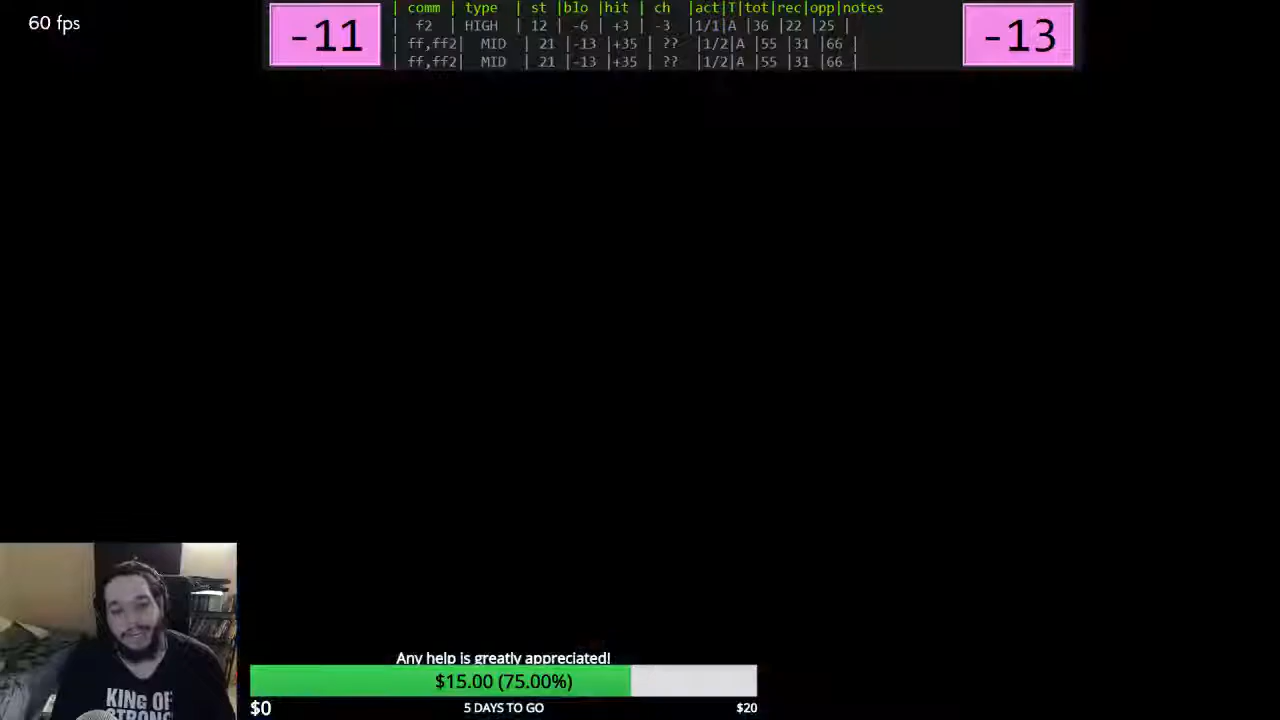 60 fps
-11
| comm | type | st | blo |hit | ch |act|T|tot|rec|opp|notes
| f2 |HIGH | 12 | -6 | +3 | -3 |1/1|A |36 |22 |25 |
| ff,ff2| MID | 21 |-13 |+35 | ?? |1/2|A |55 |31 |66 |
| ff,ff2| MID | 21 |-13 |+35 | ?? |1/2|A |55 |31 |66 |
-13
KING OF
STRONG
Any help is greatly appreciated!
$15.00 (75.00%)
$0 5 DAYS TO GO $20